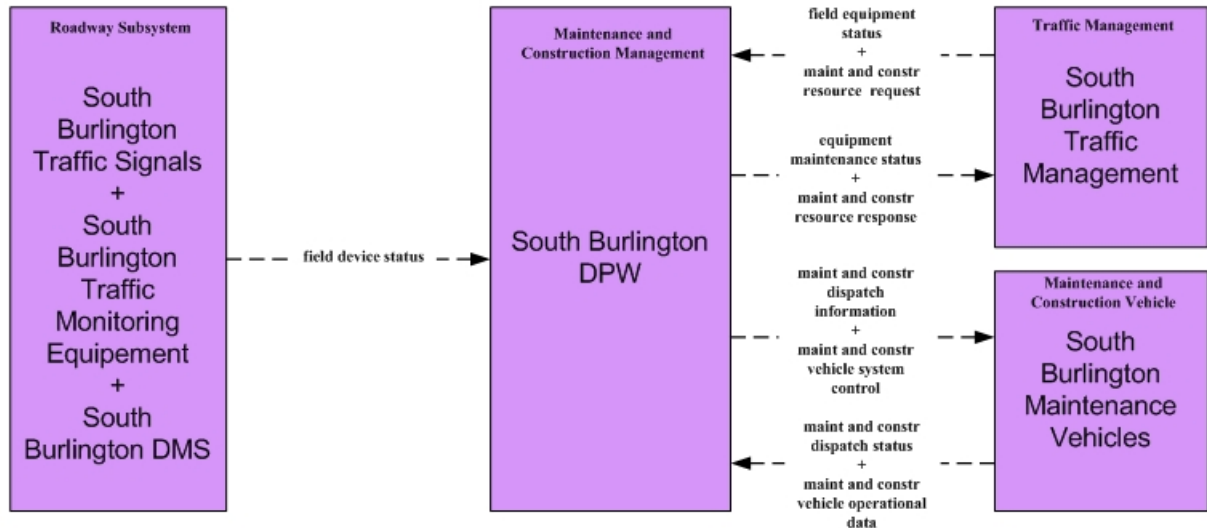 Roadway Subsystem
South
Burlington
Traffic Signals
+
South
Burlington
Traffic
Monitoring
Equipement
+
South
Burlington DMS
field device status
Maintenance and
Construction Management
South Burlington
DPW
field equipment
status
+
maint and constr
resource request
equipment
maintenance status
+
maint and constr
resource response
maint and constr
dispatch
information
+
maint and constr
vehicle system
control
maint and constr
dispatch status
+
maint and constr
vehicle operational
data
Traffic Management
South
Burlington
Traffic
Management
Maintenance and
Construction Vehicle
South
Burlington
Maintenance
Vehicles